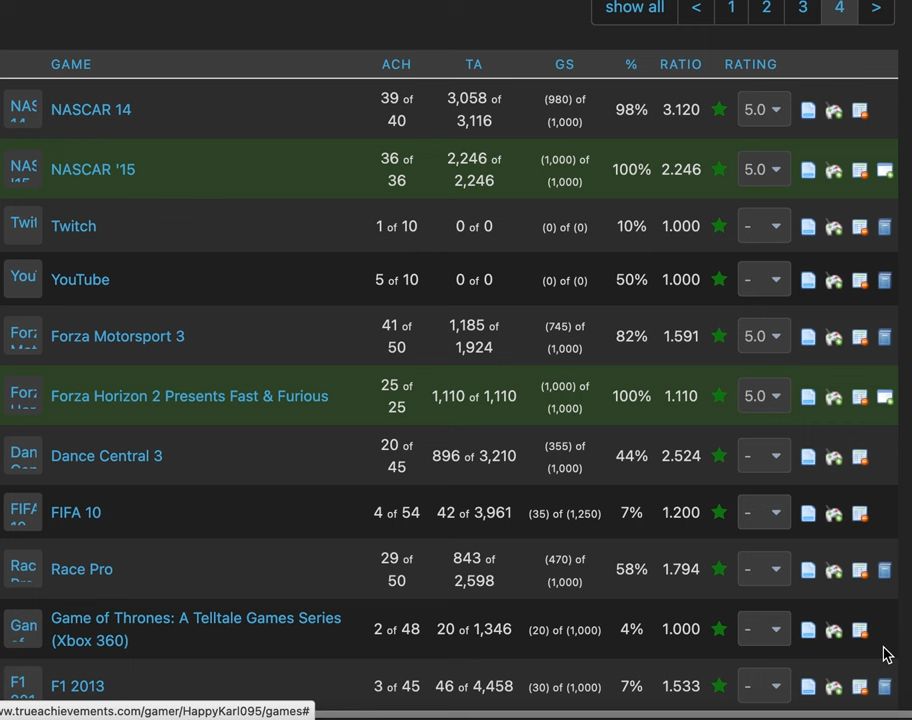 show all < 1 2 3 4 >
GAME ACH TA GS % RATIO RATING
NASCAR 14 39 of 40 3,058 of 3,116 (980) of (1,000) 98% 3.120 5.0
NASCAR '15 36 of 36 2,246 of 2,246 (1,000) of (1,000) 100% 2.246 5.0
Twit Twitch 1 of 10 0 of 0 (0) of (0) 10% 1.000 -
You YouTube 5 of 10 0 of 0 (0) of (0) 50% 1.000 -
Forza Motorsport 3 41 of 50 1,185 of 1,924 (745) of (1,000) 82% 1.591 5.0
Forza Horizon 2 Presents Fast & Furious 25 of 25 1,110 of 1,110 (1,000) of (1,000) 100% 1.110 5.0
Dan Dance Central 3 20 of 45 896 of 3,210 (355) of (1,000) 44% 2.524 -
FIFA FIFA 10 4 of 54 42 of 3,961 (35) of (1,250) 7% 1.200 -
Rac Race Pro 29 of 50 843 of 2,598 (470) of (1,000) 58% 1.794 -
Game of Thrones: A Telltale Games Series
(Xbox 360) 2 of 48 20 of 1,346 (20) of (1,000) 4% 1.000 -
F1 F1 2013 3 of 45 46 of 4,458 (30) of (1,000) 7% 1.533 -
ww.trueachievements.com/gamer/HappyKarl095/games#